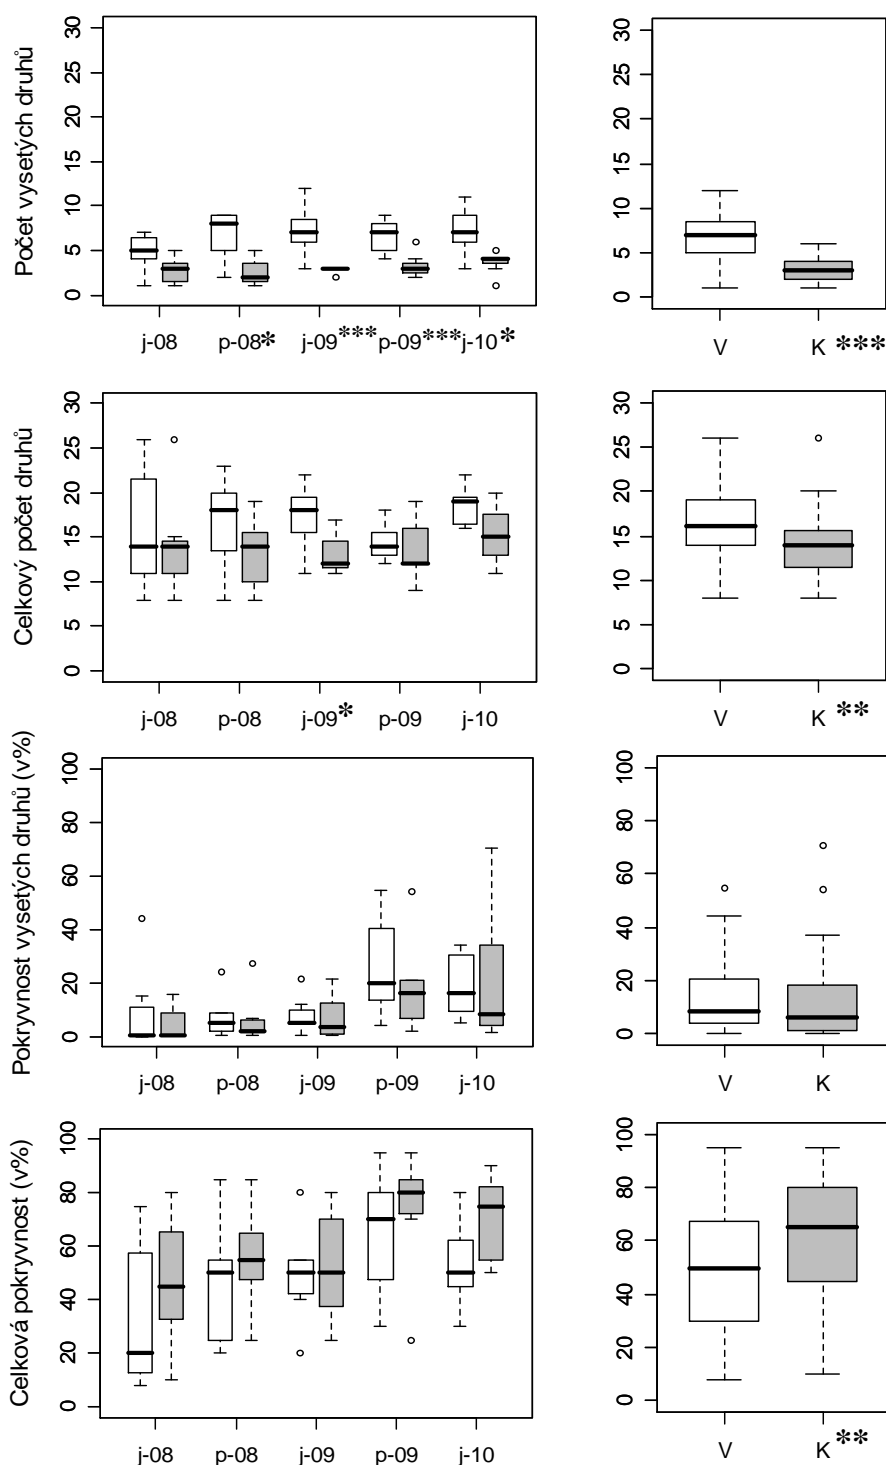 Počet vysetých druhů
0 5 10 15 20 25 30
j-08 p-08* j-09*** p-09*** j-10*
0 5 10 15 20 25 30
V K ***
Celkový počet druhů
0 5 10 15 20 25 30
j-08 p-08 j-09* p-09 j-10
0 5 10 15 20 25 30
V K **
Pokryvnost vysetých druhů (v%)
0 20 40 60 80 100
j-08 p-08 j-09 p-09 j-10
0 20 40 60 80 100
V K
Celková pokryvnost (v%)
0 20 40 60 80 100
j-08 p-08 j-09 p-09 j-10
0 20 40 60 80 100
V K **